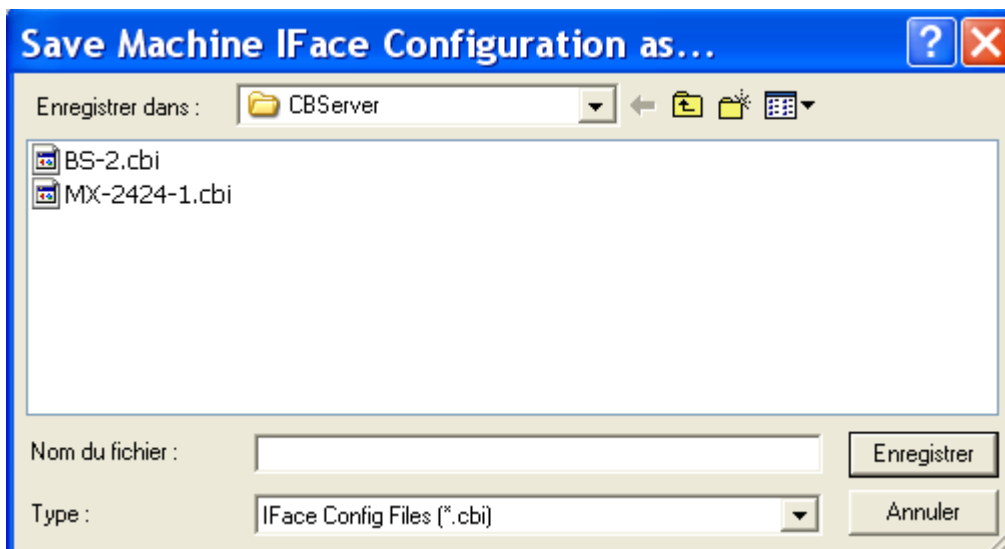 Save Machine IFace Configuration as...
Enregistrer dans :
CBServer
BS-2.cbi
MX-2424-1.cbi
Nom du fichier :
Enregistrer
Type :
IFace Config Files (*.cbi)
Annuler